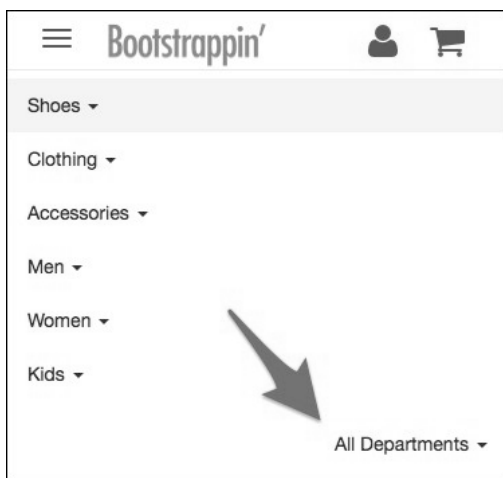 Bootstrappin'
Shoes
Clothing
Accessories
Men
Women
Kids
All Departments